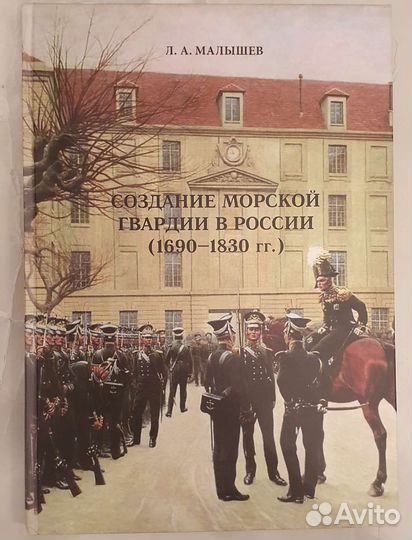 Л. А. МАЛЫШЕВ
СОЗДАНИЕ МОРСКОЙ
ГВАРДИИ В РОССИИ
(1690–1830 гг.)
Avito